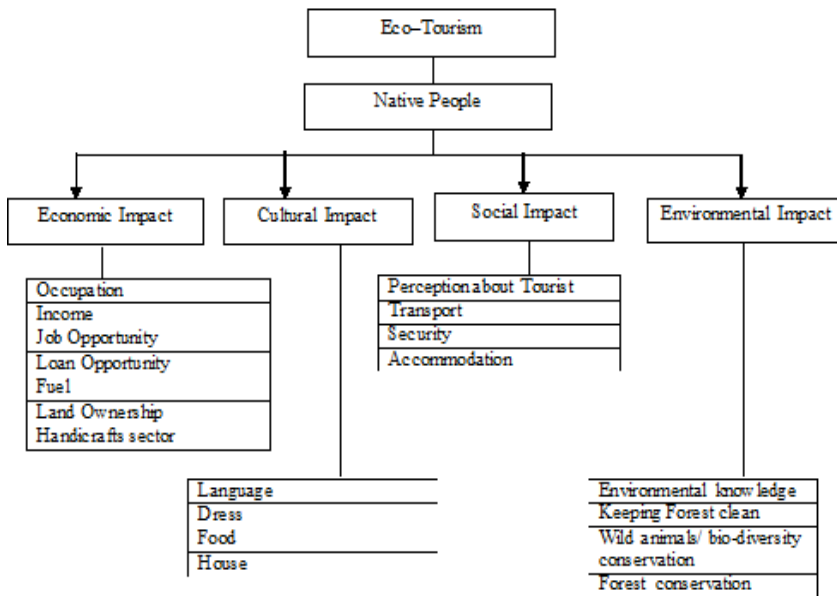 Eco–Tourism
Native People
Economic Impact
Cultural Impact
Social Impact
Environmental Impact
Occupation
Income
Job Opportunity
Loan Opportunity
Fuel
Land Ownership
Handicrafts sector
Perception about Tourist
Transport
Security
Accommodation
Language
Dress
Food
House
Environmental knowledge
Keeping Forest clean
Wild animals/ bio-diversity
conservation
Forest conservation